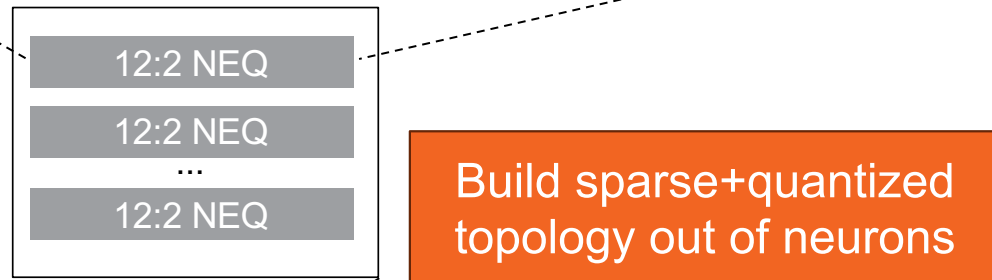 12:2 NEQ
12:2 NEQ
...
12:2 NEQ
Build sparse+quantized
topology out of neurons